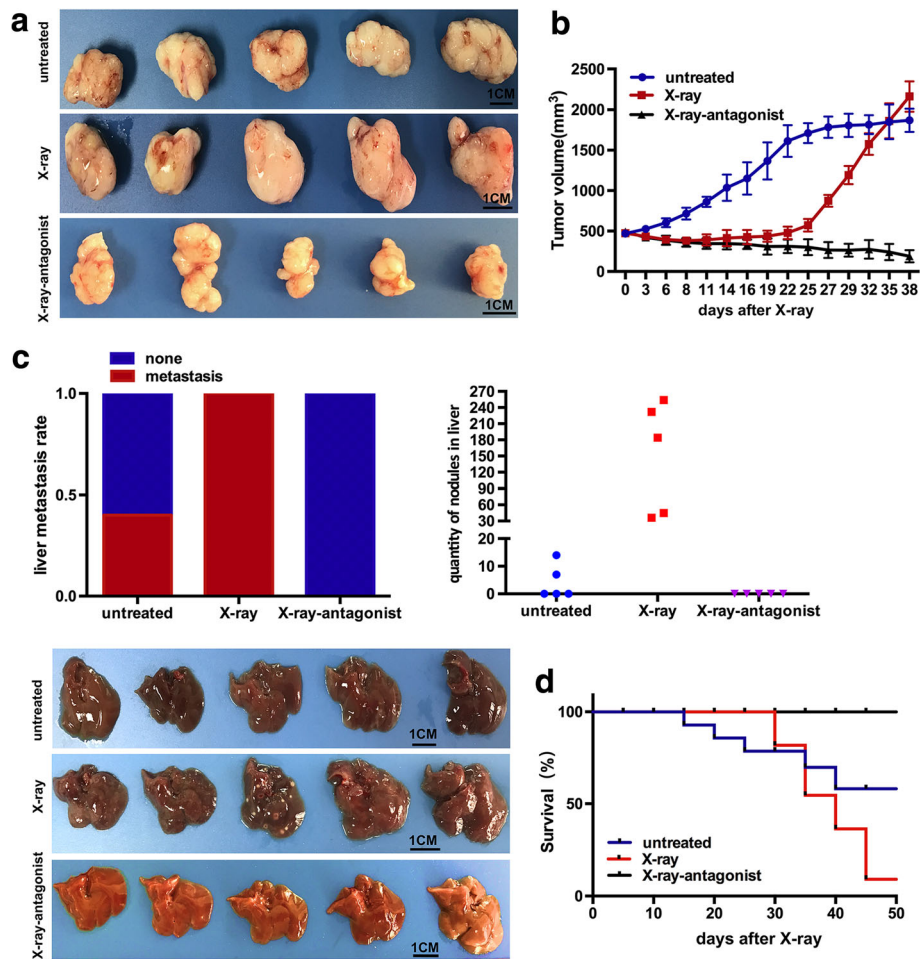 a
untreated
1CM
X-ray
1CM
X-ray-antagonist
1CM
b
untreated
X-ray
X-ray-antagonist
Tumor volume(mm³)
2500
2000
1500
1000
500
0
0 3 6 8 11 14 16 19 22 25 27 29 32 35 38
days after X-ray
c
none
metastasis
liver metastasis rate
1.0
0.5
0.0
untreated X-ray X-ray-antagonist
quantity of nodules in liver
270
240
210
180
150
120
90
60
30
20
10
0
untreated X-ray X-ray-antagonist
untreated
1CM
X-ray
1CM
X-ray-antagonist
1CM
d
Survival (%)
100
50
0
untreated
X-ray
X-ray-antagonist
0 10 20 30 40 50
days after X-ray